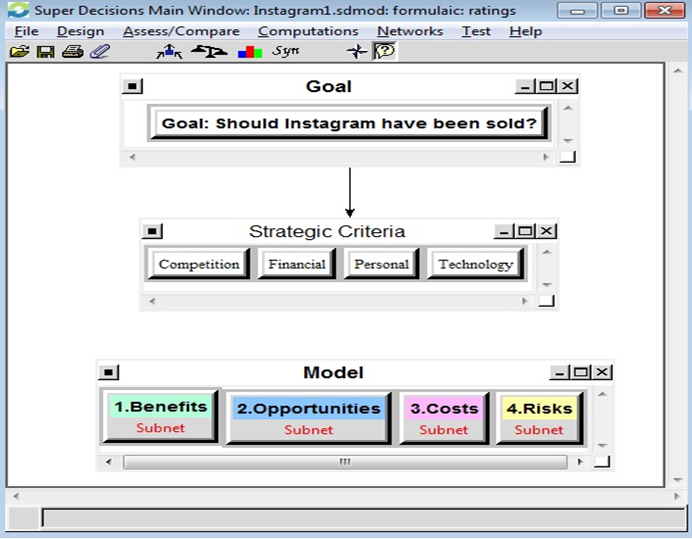 Super Decisions Main Window: Instagram1.sdmod: formulaic: ratings
File Design Assess/Compare Computations Networks Test Help
Syn
Goal
Goal: Should Instagram have been sold?
Strategic Criteria
Competition Financial Personal Technology
Model
1.Benefits 2.Opportunities 3.Costs 4.Risks
Subnet Subnet Subnet Subnet